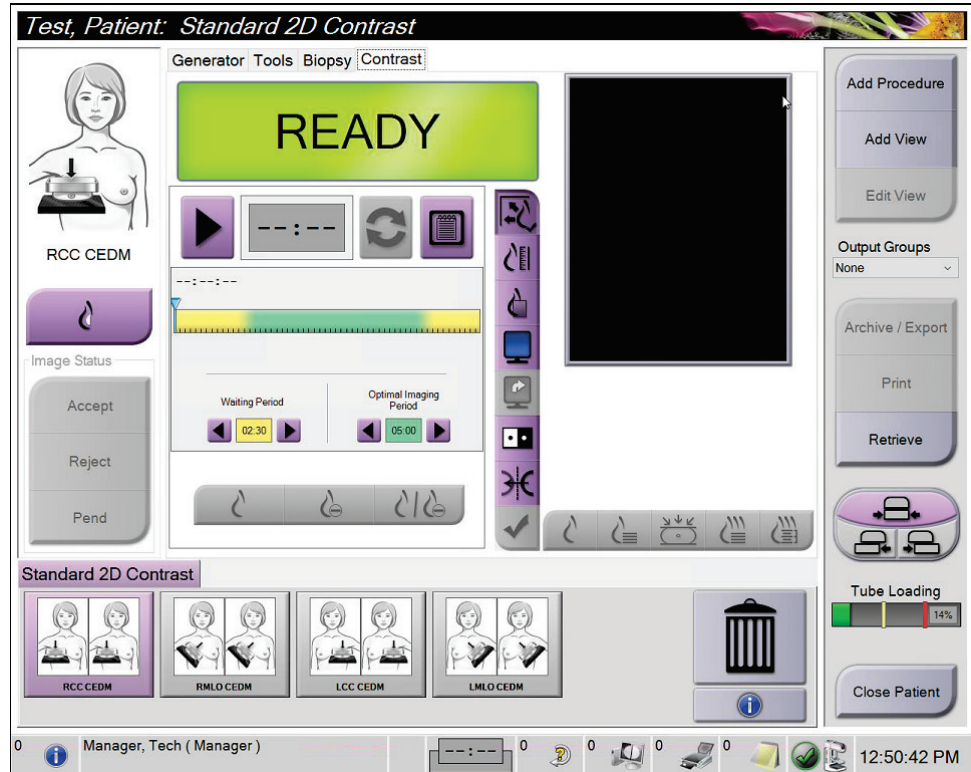 Test, Patient: Standard 2D Contrast
Generator Tools Biopsy Contrast
READY
RCC CEDM
--:--
--:--:--
Waiting Period
02:30
Optimal Imaging
Period
05:00
Image Status
Accept
Reject
Pend
Add Procedure
Add View
Edit View
Output Groups
None
Archive / Export
Print
Retrieve
Tube Loading
14%
Close Patient
Standard 2D Contrast
RCC CEDM
RMLO CEDM
LCC CEDM
LMLO CEDM
0
Manager, Tech ( Manager )
--:--
0
0
0
0
12:50:42 PM